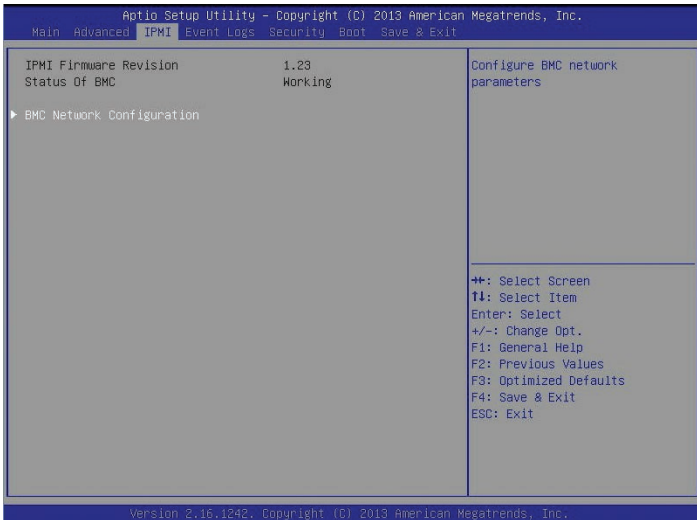 Aptio Setup Utility – Copyright (C) 2013 American Megatrends, Inc.
Main Advanced IPMI Event Logs Security Boot Save & Exit
IPMI Firmware Revision 1.23
Status Of BMC Working
BMC Network Configuration
Configure BMC network
parameters
: Select Screen
↑↓: Select Item
Enter: Select
+/-: Change Opt.
F1: General Help
F2: Previous Values
F3: Optimized Defaults
F4: Save & Exit
ESC: Exit
Version 2.16.1242. Copyright (C) 2013 American Megatrends, Inc.